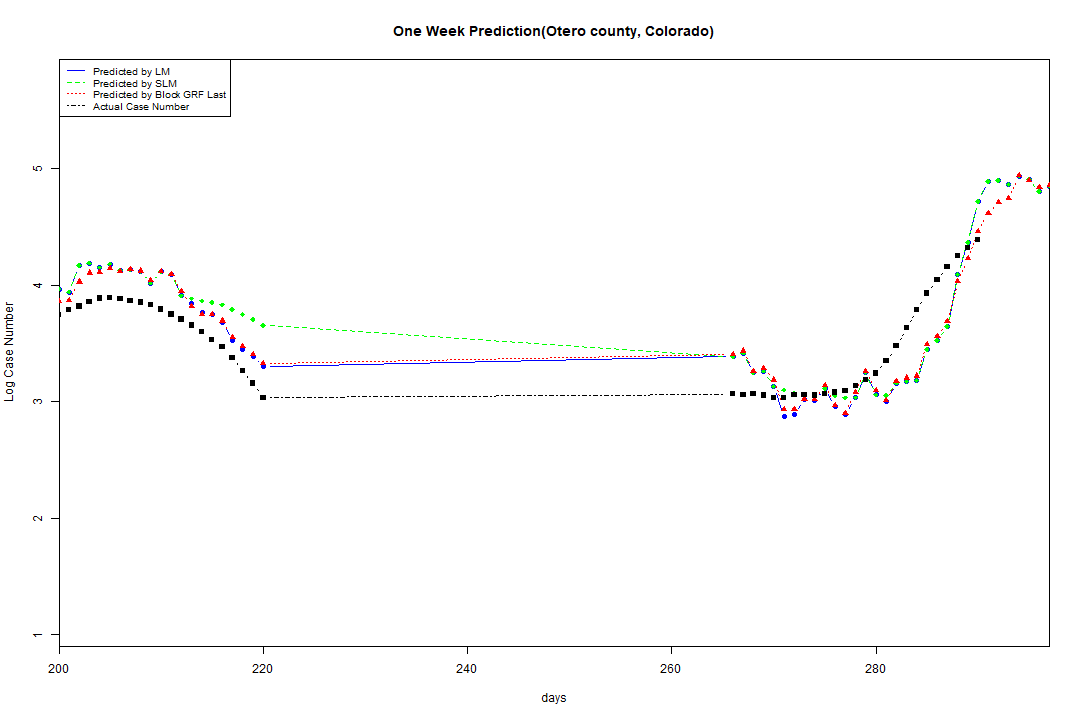 One Week Prediction(Otero county, Colorado)
Predicted by LM
Predicted by SLM
Predicted by Block GRF Last
Actual Case Number
5
4
3
2
1
Log Case Number
200 220 240 260 280
days